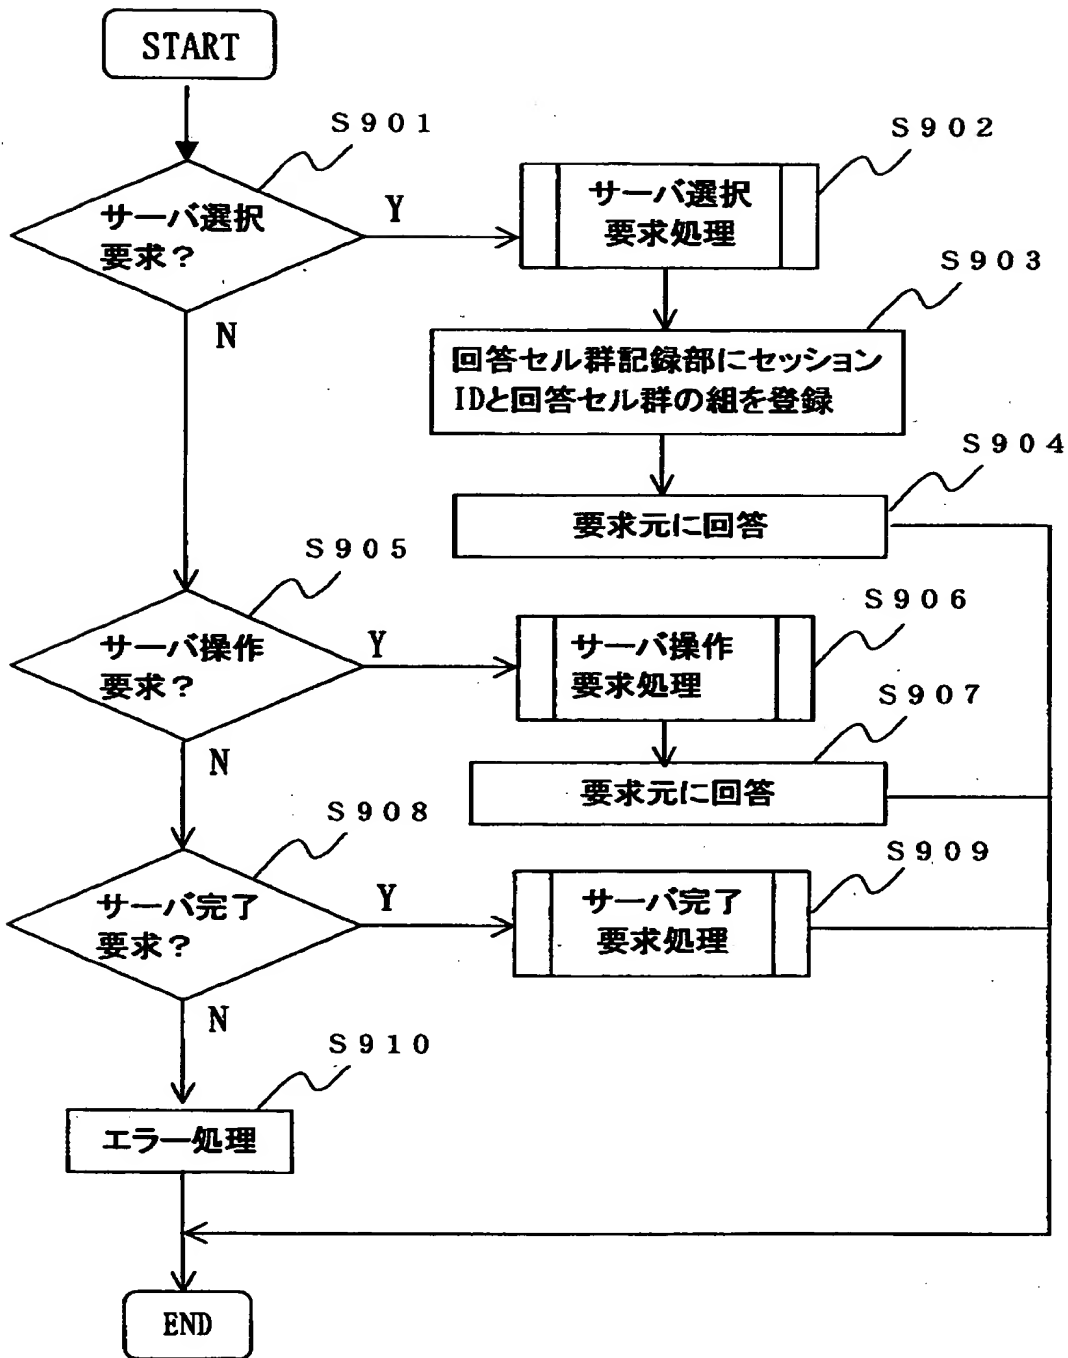 START
S901
サーバ選択
要求?
Y
N
S902
サーバ選択
要求処理
S903
回答セル群記録部にセッション
IDと回答セル群の組を登録
S904
要求元に回答
S905
サーバ操作
要求?
Y
N
S906
サーバ操作
要求処理
S907
要求元に回答
S908
サーバ完了
要求?
Y
N
S909
サーバ完了
要求処理
S910
エラー処理
END